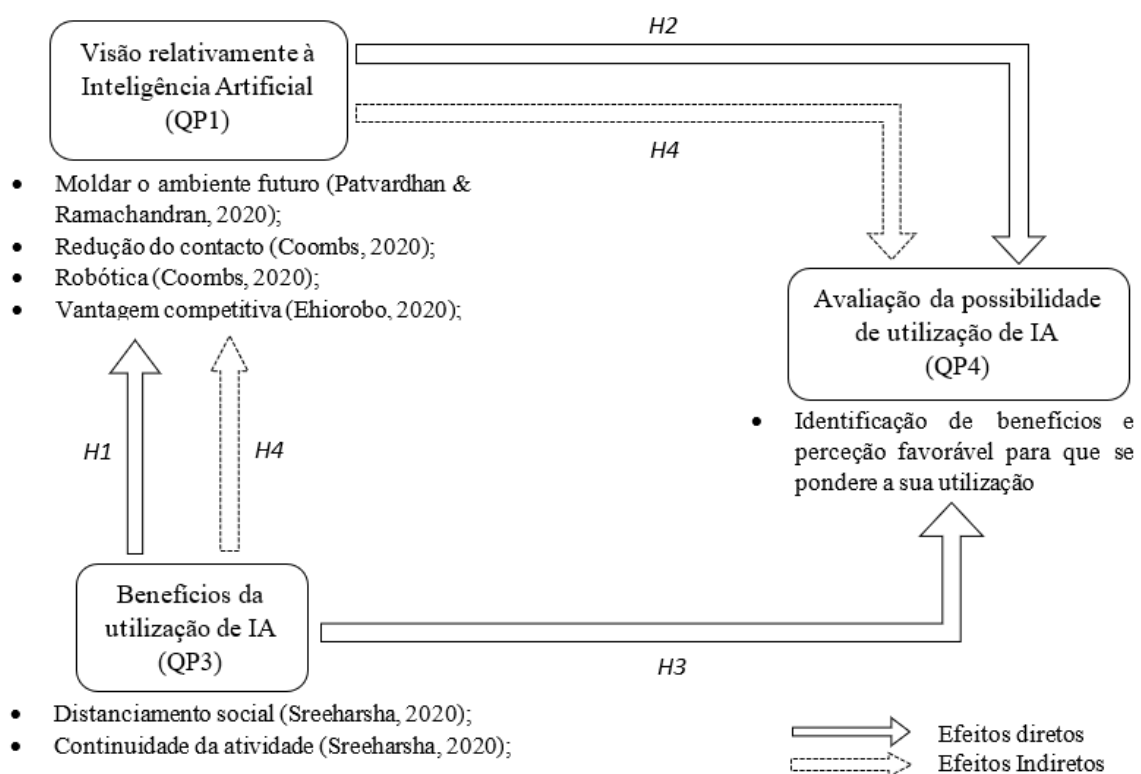 H2
Visão relativamente à
Inteligência Artificial
(QP1)
H4
• Moldar o ambiente futuro (Patvardhan &
Ramachandran, 2020);
• Redução do contacto (Coombs, 2020);
• Robótica (Coombs, 2020);
• Vantagem competitiva (Ehiorobo, 2020);
Avaliação da possibilidade
de utilização de IA
(QP4)
• Identificação de benefícios e
perceção favorável para que se
pondere a sua utilização
H1
H4
Benefícios da
utilização de IA
(QP3)
H3
• Distanciamento social (Sreeharsha, 2020);
• Continuidade da atividade (Sreeharsha, 2020);
Efeitos diretos
Efeitos Indiretos